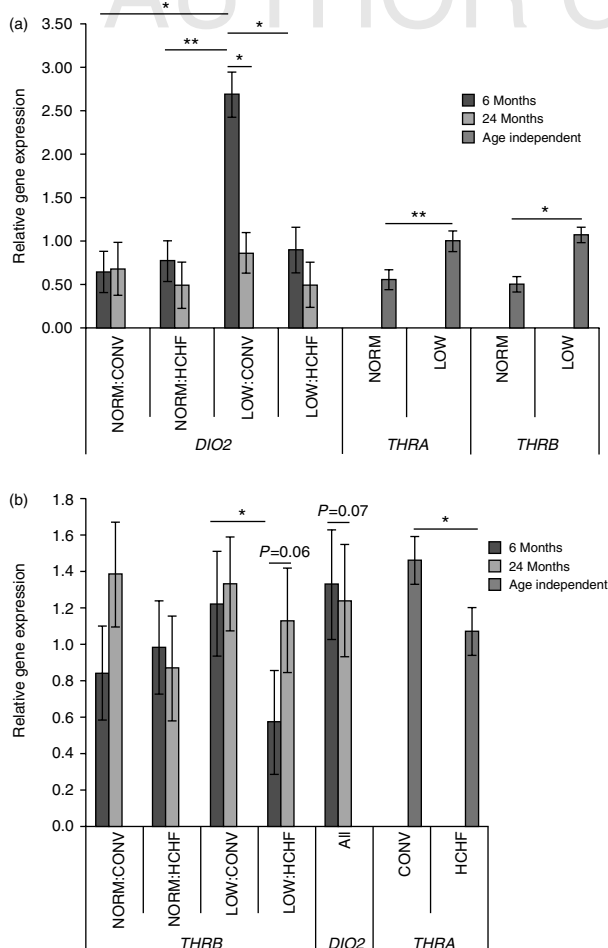 AUTHOR C
(a)
3.50
3.00
2.50
2.00
1.50
1.00
0.50
0.00
Relative gene expression
*
**
*
*
**
*
6 Months
24 Months
Age independent
NORM:CONV
NORM:HCHF
LOW:CONV
LOW:HCHF
NORM
LOW
NORM
LOW
DIO2
THRA
THRB
(b)
1.8
1.6
1.4
1.2
1.0
0.8
0.6
0.4
0.2
0.0
Relative gene expression
*
P=0.06
P=0.07
*
6 Months
24 Months
Age independent
NORM:CONV
NORM:HCHF
LOW:CONV
LOW:HCHF
All
CONV
HCHF
THRB
DIO2
THRA